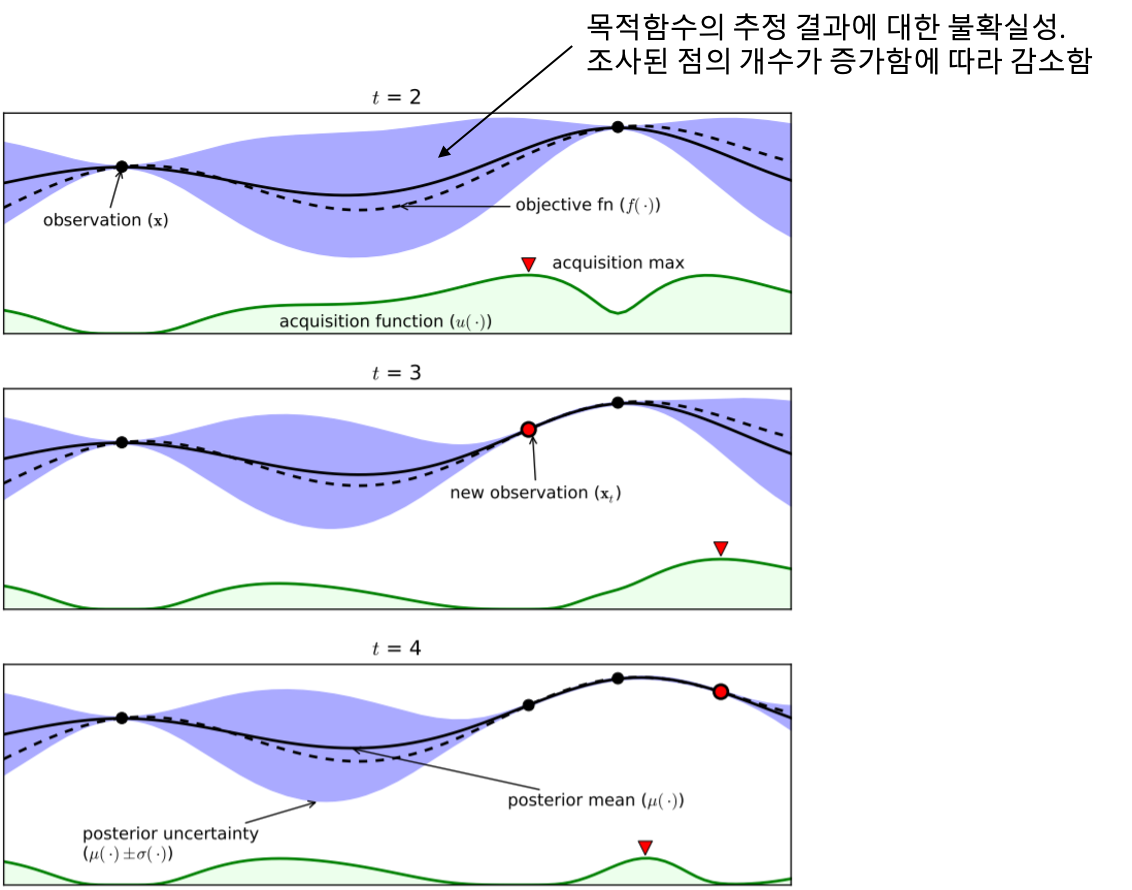 목적함수의 추정 결과에 대한 불확실성.
조사된 점의 개수가 증가함에 따라 감소함
t = 2
observation (x)
objective fn (f(·))
acquisition max
acquisition function (u(·))
t = 3
new observation (xₜ)
t = 4
posterior mean (μ(·))
posterior uncertainty
(μ(·)±σ(·))